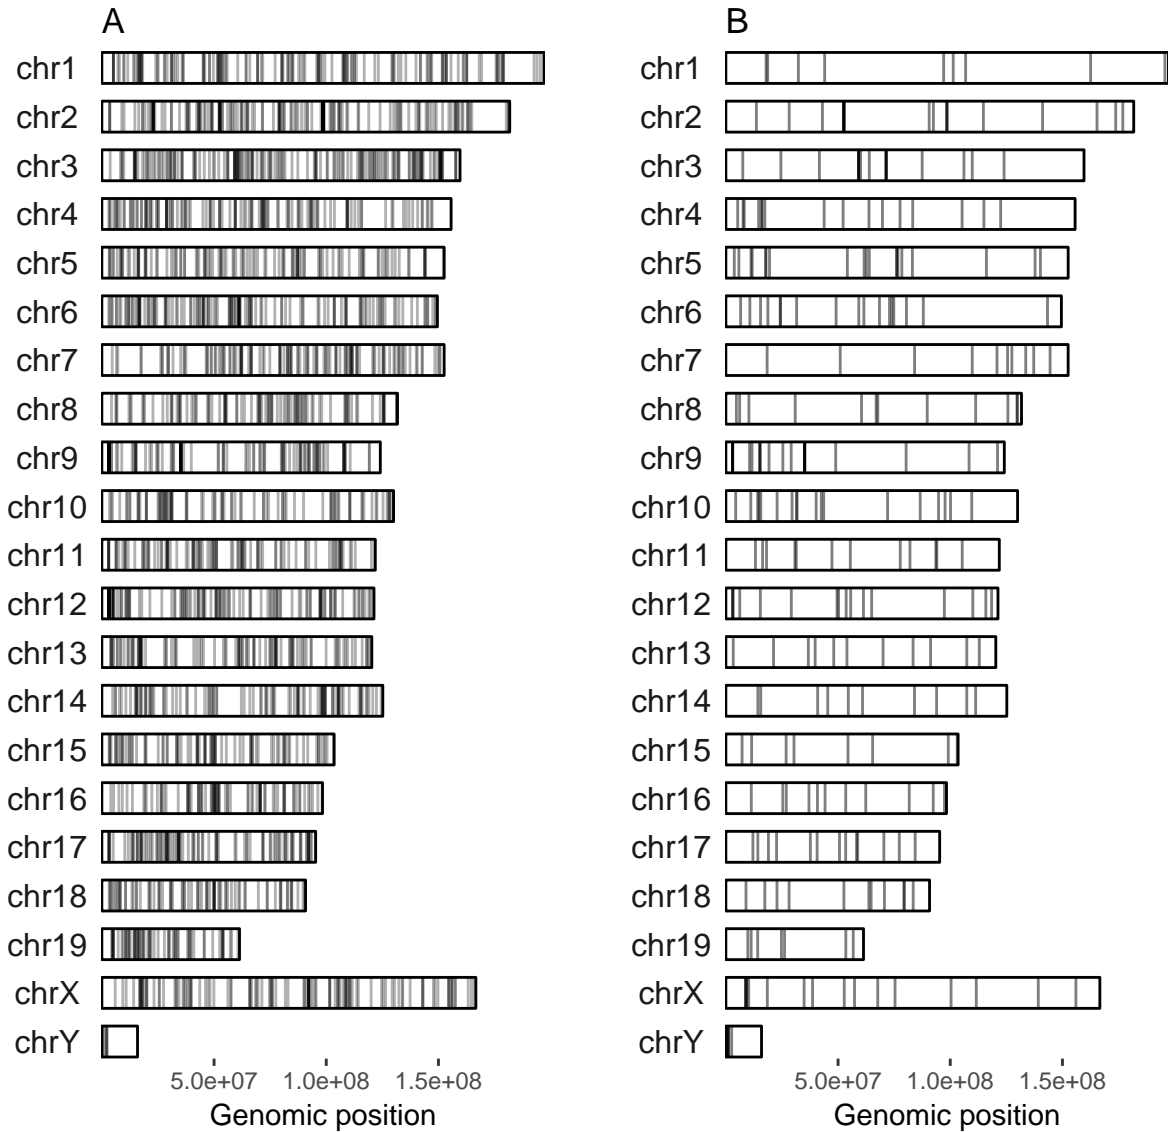 A
chr1
chr2
chr3
chr4
chr5
chr6
chr7
chr8
chr9
chr10
chr11
chr12
chr13
chr14
chr15
chr16
chr17
chr18
chr19
chrX
chrY
5.0e+07 1.0e+08 1.5e+08
Genomic position
B
chr1
chr2
chr3
chr4
chr5
chr6
chr7
chr8
chr9
chr10
chr11
chr12
chr13
chr14
chr15
chr16
chr17
chr18
chr19
chrX
chrY
5.0e+07 1.0e+08 1.5e+08
Genomic position